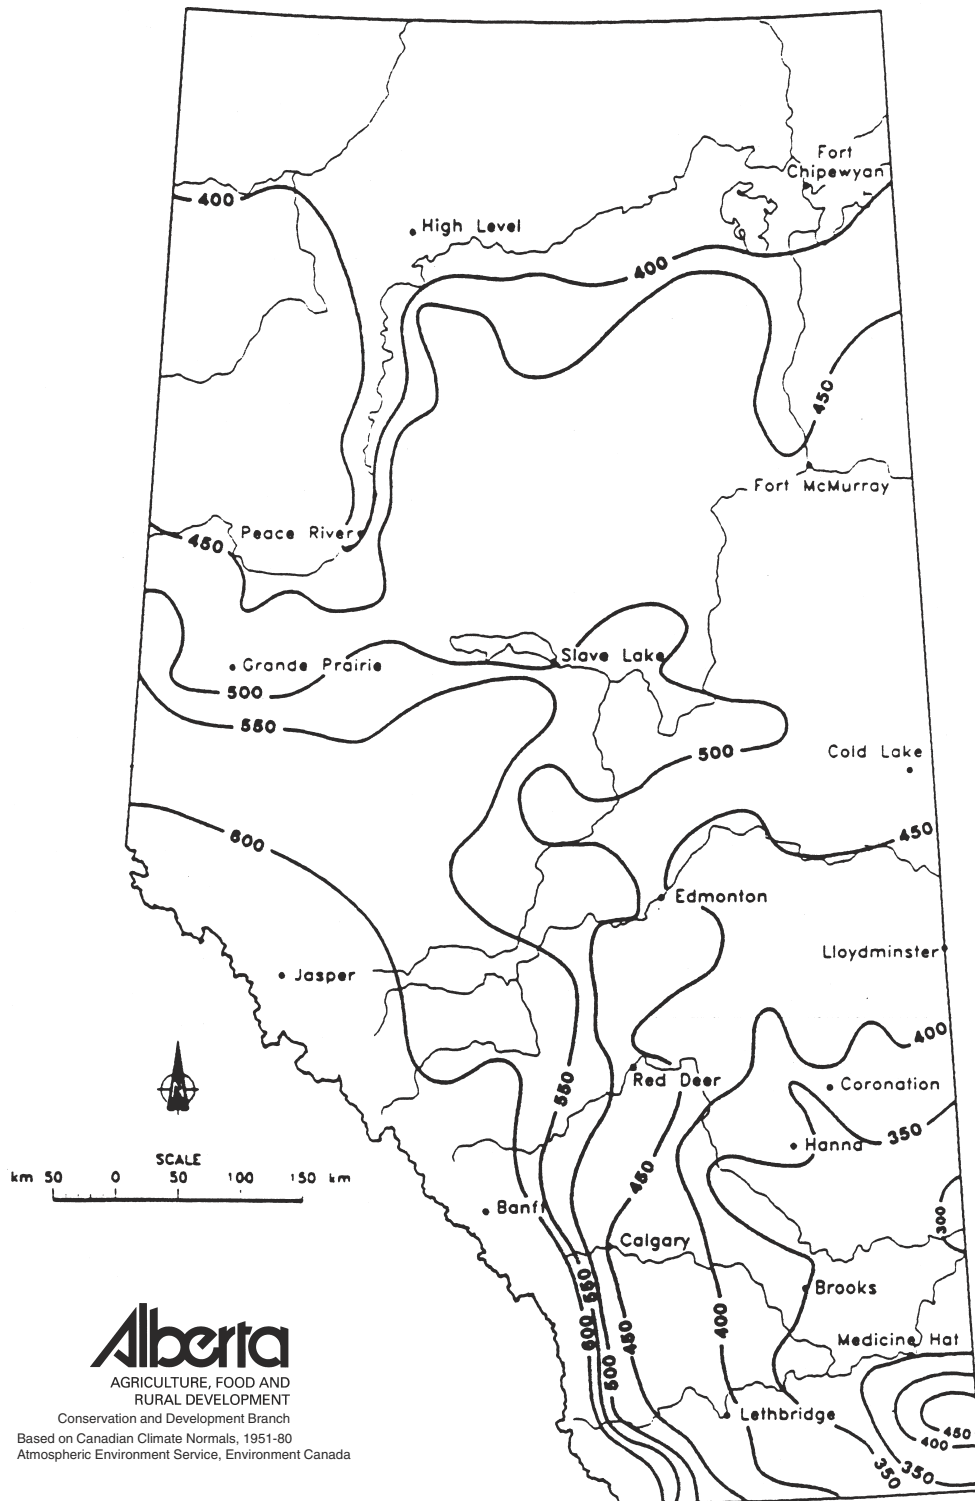 Fort
Chipewyan
400
High Level
400
450
Fort McMurray
Peace River
450
Slave Lake
Grande Prairie
500
550
500
Cold Lake
600
450
Edmonton
Lloydminster
Jasper
400
Red Deer
Coronation
550
350
Hanna
SCALE
km 50 0 50 100 150 km
450
Banff
300
Calgary
550
Brooks
600
450
400
Medicine Hat
500
Lethbridge
450
400
350
350
Alberta
AGRICULTURE, FOOD AND
RURAL DEVELOPMENT
Conservation and Development Branch
Based on Canadian Climate Normals, 1951-80
Atmospheric Environment Service, Environment Canada